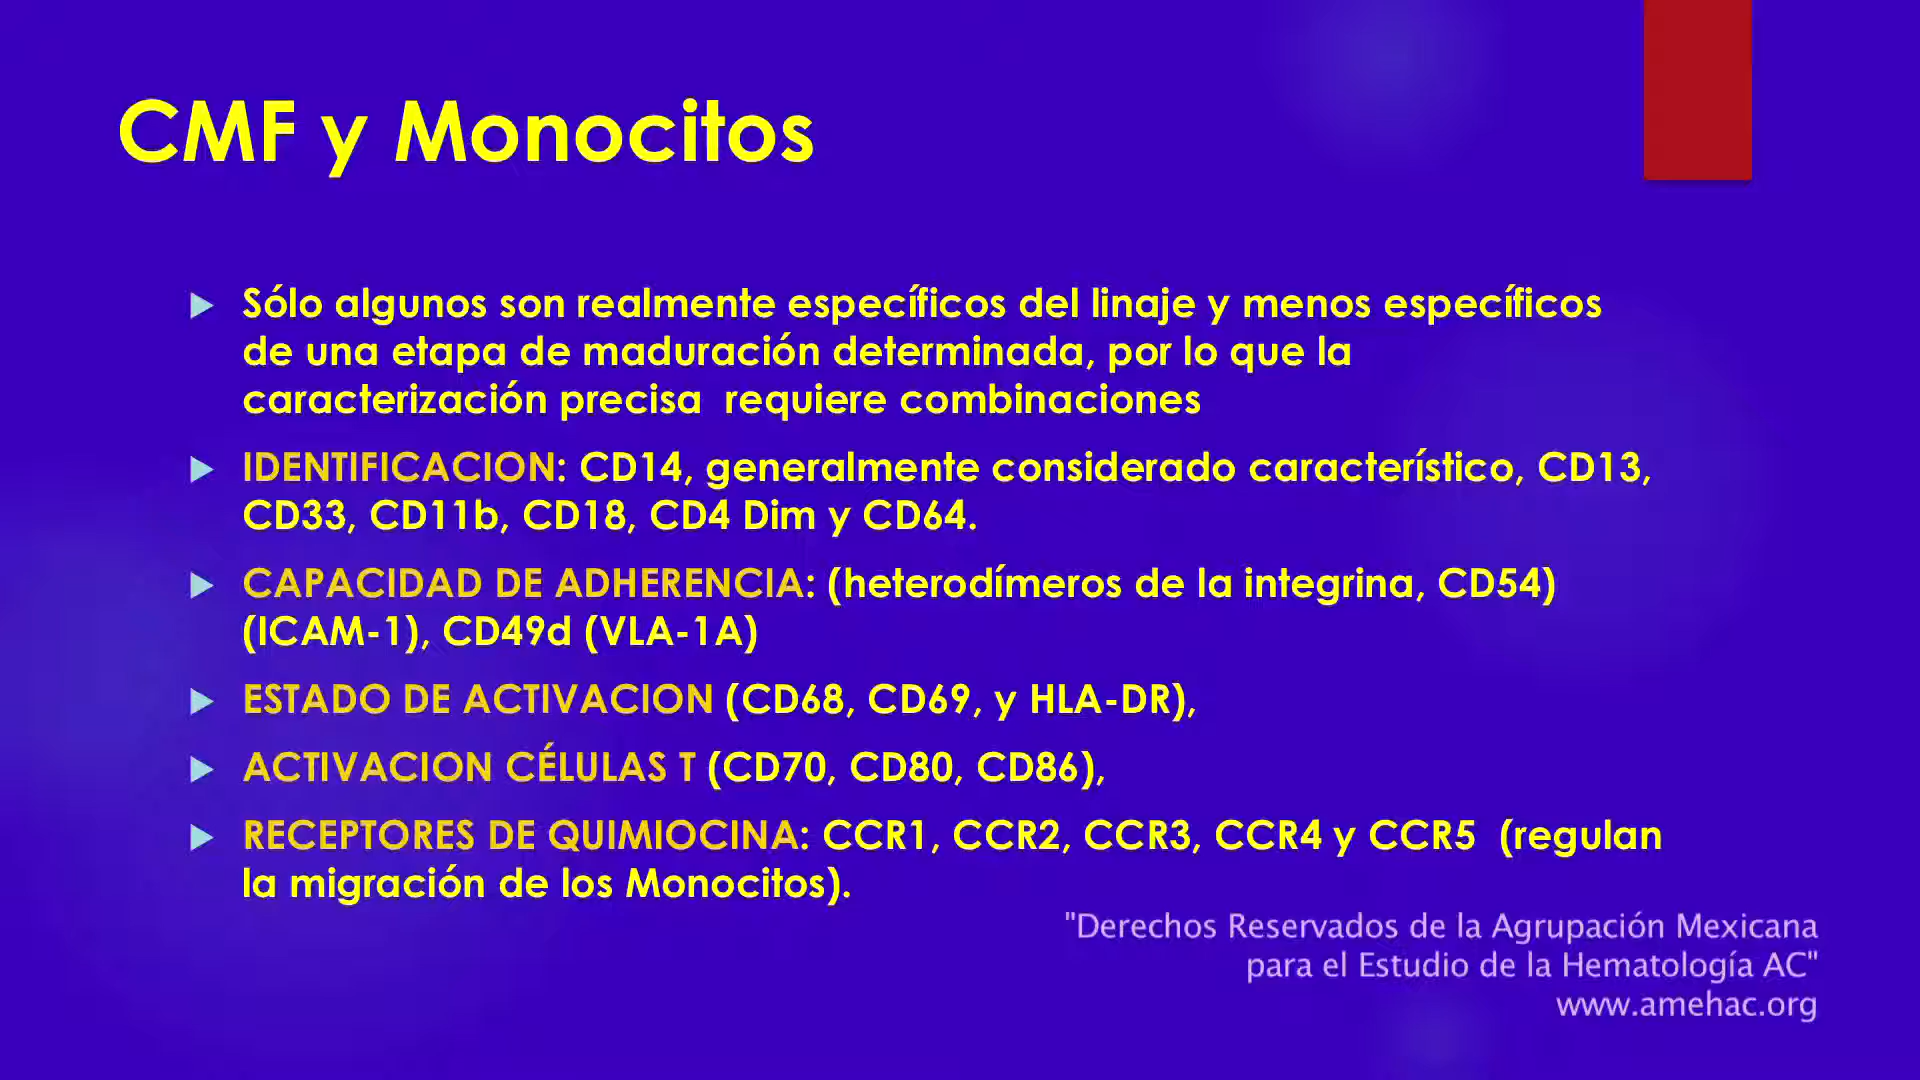 CMF y Monocitos
Sólo algunos son realmente específicos del linaje y menos específicos
de una etapa de maduración determinada, por lo que la
caracterización precisa  requiere combinaciones
IDENTIFICACION: CD14, generalmente considerado característico, CD13,
CD33, CD11b, CD18, CD4 Dim y CD64.
CAPACIDAD DE ADHERENCIA: (heterodímeros de la integrina, CD54)
(ICAM-1), CD49d (VLA-1A)
ESTADO DE ACTIVACION (CD68, CD69, y HLA-DR),
ACTIVACION CÉLULAS T (CD70, CD80, CD86),
RECEPTORES DE QUIMIOCINA: CCR1, CCR2, CCR3, CCR4 y CCR5  (regulan
la migración de los Monocitos).
"Derechos Reservados de la Agrupación Mexicana
para el Estudio de la Hematología AC"
www.amehac.org